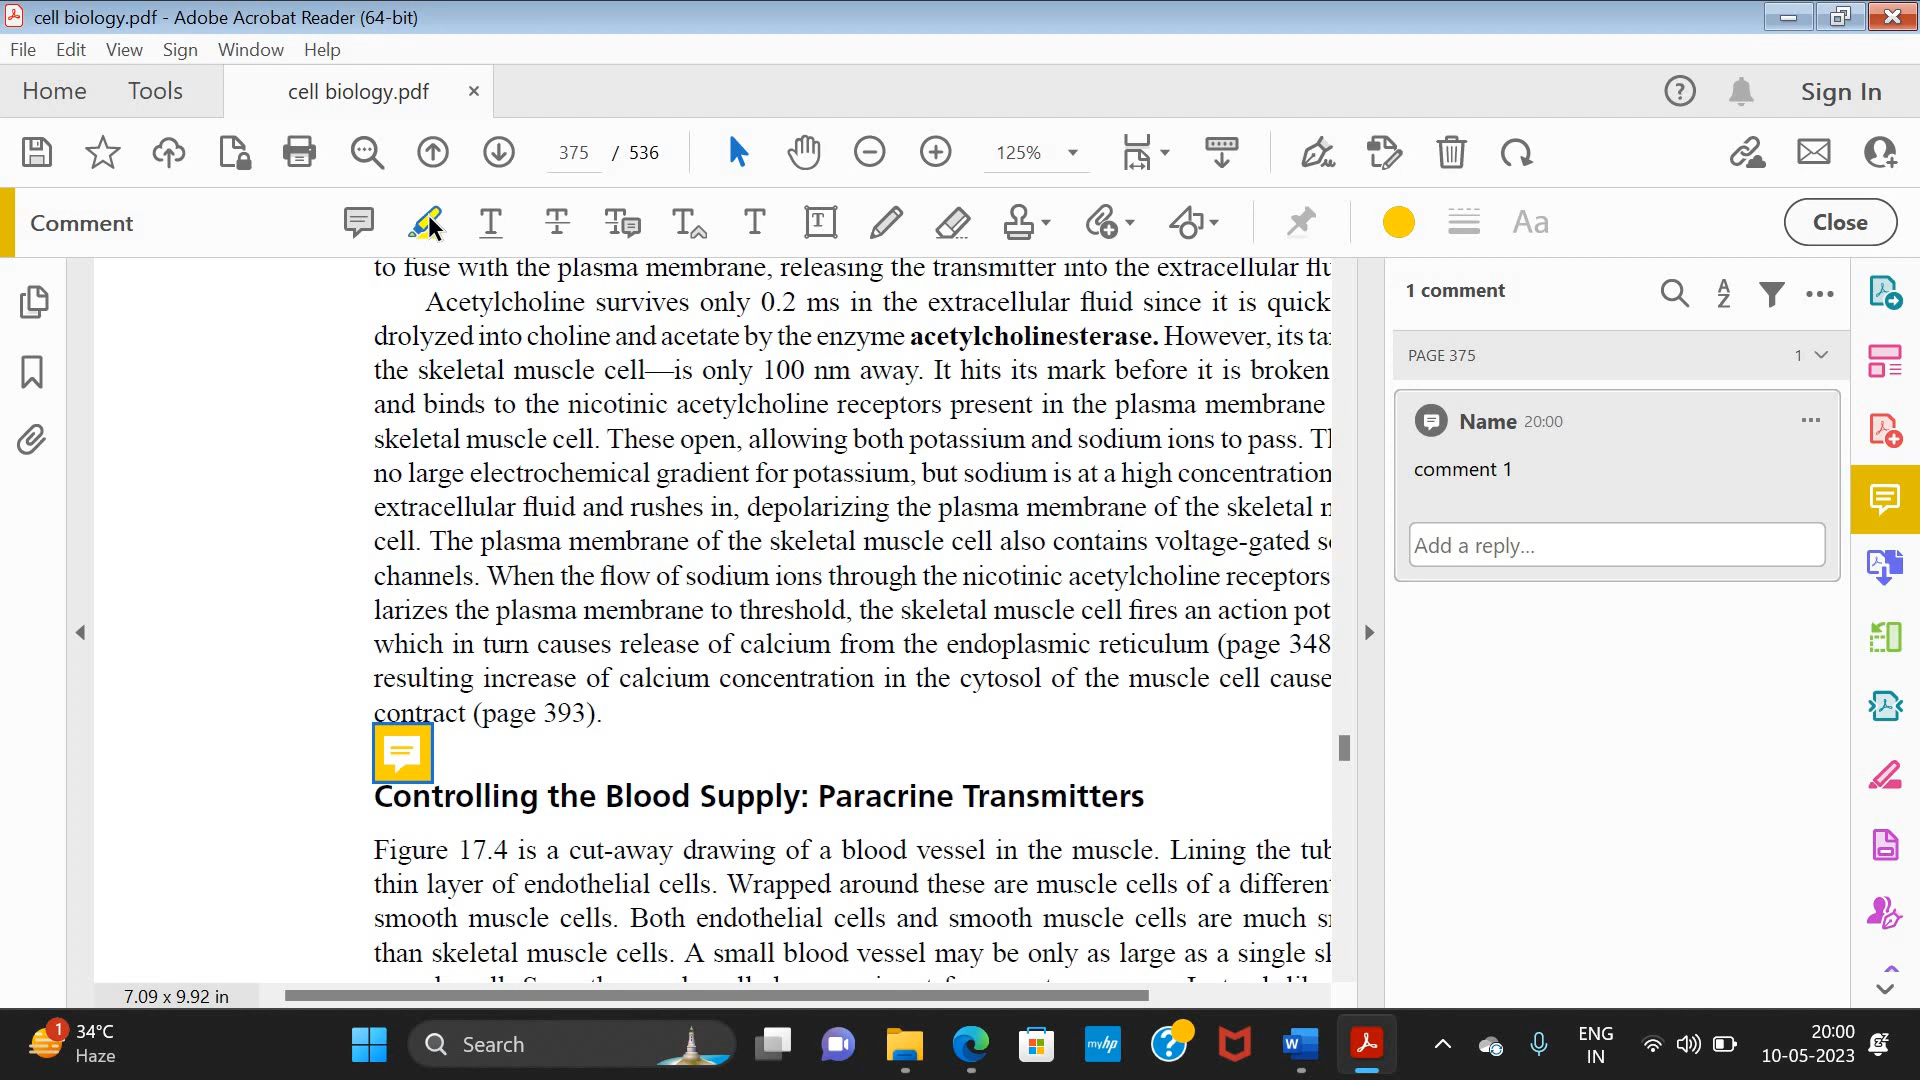 cell biology.pdf - Adobe Acrobat Reader (64-bit)
File Edit View Sign Window Help
Home Tools cell biology.pdf × Sign In
375 / 536 125%
Comment Aa Close
to fuse with the plasma membrane, releasing the transmitter into the extracellular flu
Acetylcholine survives only 0.2 ms in the extracellular fluid since it is quick
drolyzed into choline and acetate by the enzyme acetylcholinesterase. However, its ta
the skeletal muscle cell—is only 100 nm away. It hits its mark before it is broken
and binds to the nicotinic acetylcholine receptors present in the plasma membrane
skeletal muscle cell. These open, allowing both potassium and sodium ions to pass. T
no large electrochemical gradient for potassium, but sodium is at a high concentration
extracellular fluid and rushes in, depolarizing the plasma membrane of the skeletal
cell. The plasma membrane of the skeletal muscle cell also contains voltage-gated s
channels. When the flow of sodium ions through the nicotinic acetylcholine receptors
larizes the plasma membrane to threshold, the skeletal muscle cell fires an action pot
which in turn causes release of calcium from the endoplasmic reticulum (page 348
resulting increase of calcium concentration in the cytosol of the muscle cell cause
contract (page 393).
Controlling the Blood Supply: Paracrine Transmitters
Figure 17.4 is a cut-away drawing of a blood vessel in the muscle. Lining the tub
thin layer of endothelial cells. Wrapped around these are muscle cells of a different
smooth muscle cells. Both endothelial cells and smooth muscle cells are much s
than skeletal muscle cells. A small blood vessel may be only as large as a single s
7.09 x 9.92 in
1 comment
PAGE 375 1
Name 20:00
comment 1
Add a reply...
1 34°C
Haze
Search
myhp
ENG
IN
20:00
10-05-2023